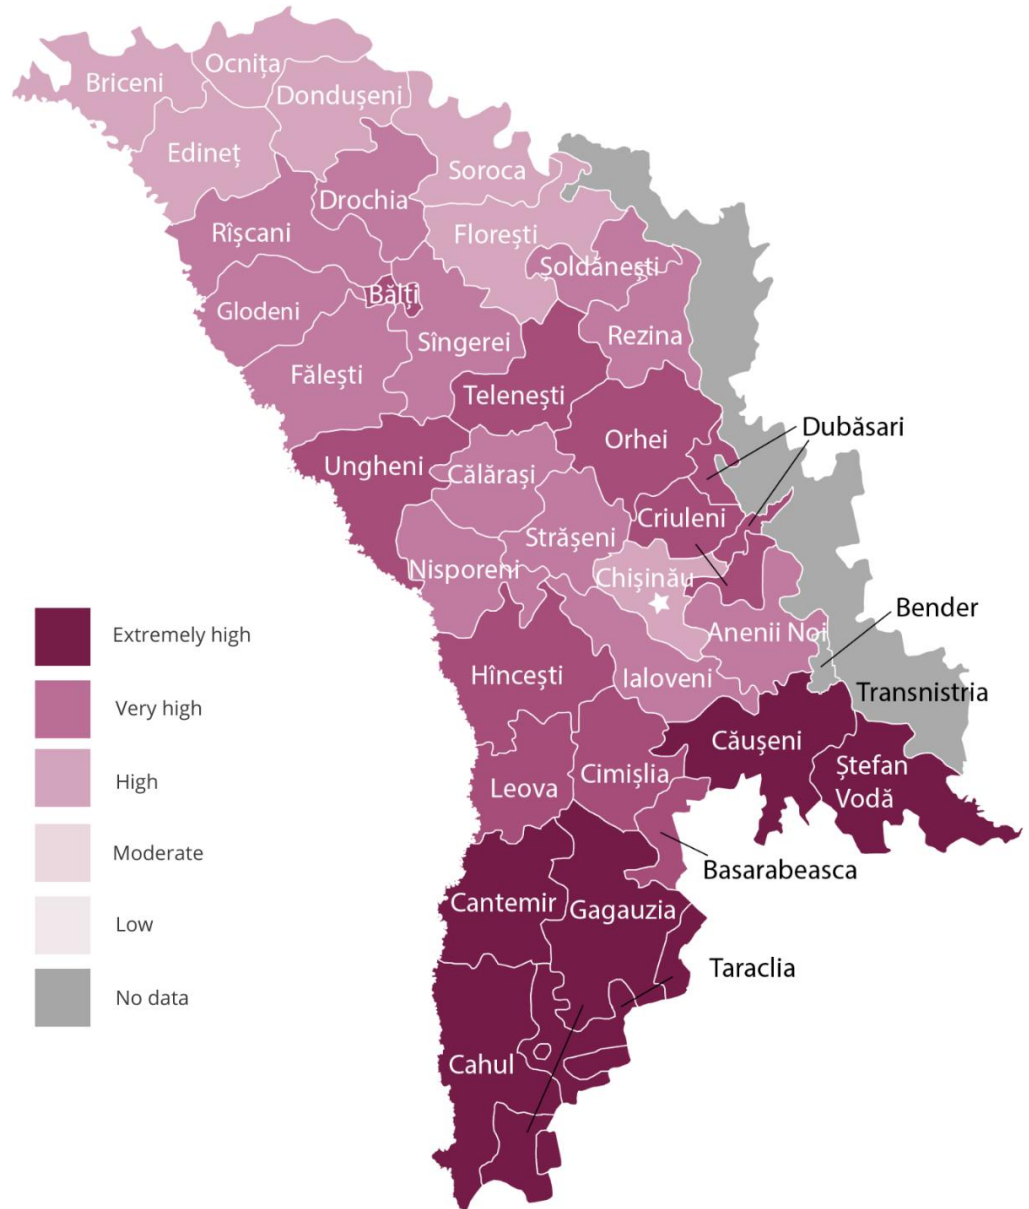 Ocnița
Briceni
Dondușeni
Edineț
Soroca
Drochia
Rîșcani
Florești
Șoldănești
Bălți
Glodeni
Rezina
Sîngerei
Fălești
Telenești
Dubăsari
Orhei
Ungheni
Călărași
Criuleni
Strășeni
Nisporeni
Chișinău
Bender
Anenii Noi
Hîncești
Ialoveni
Transnistria
Căușeni
Ștefan
Vodă
Cimișlia
Leova
Basarabeasca
Cantemir
Gagauzia
Taraclia
Cahul
Extremely high
Very high
High
Moderate
Low
No data